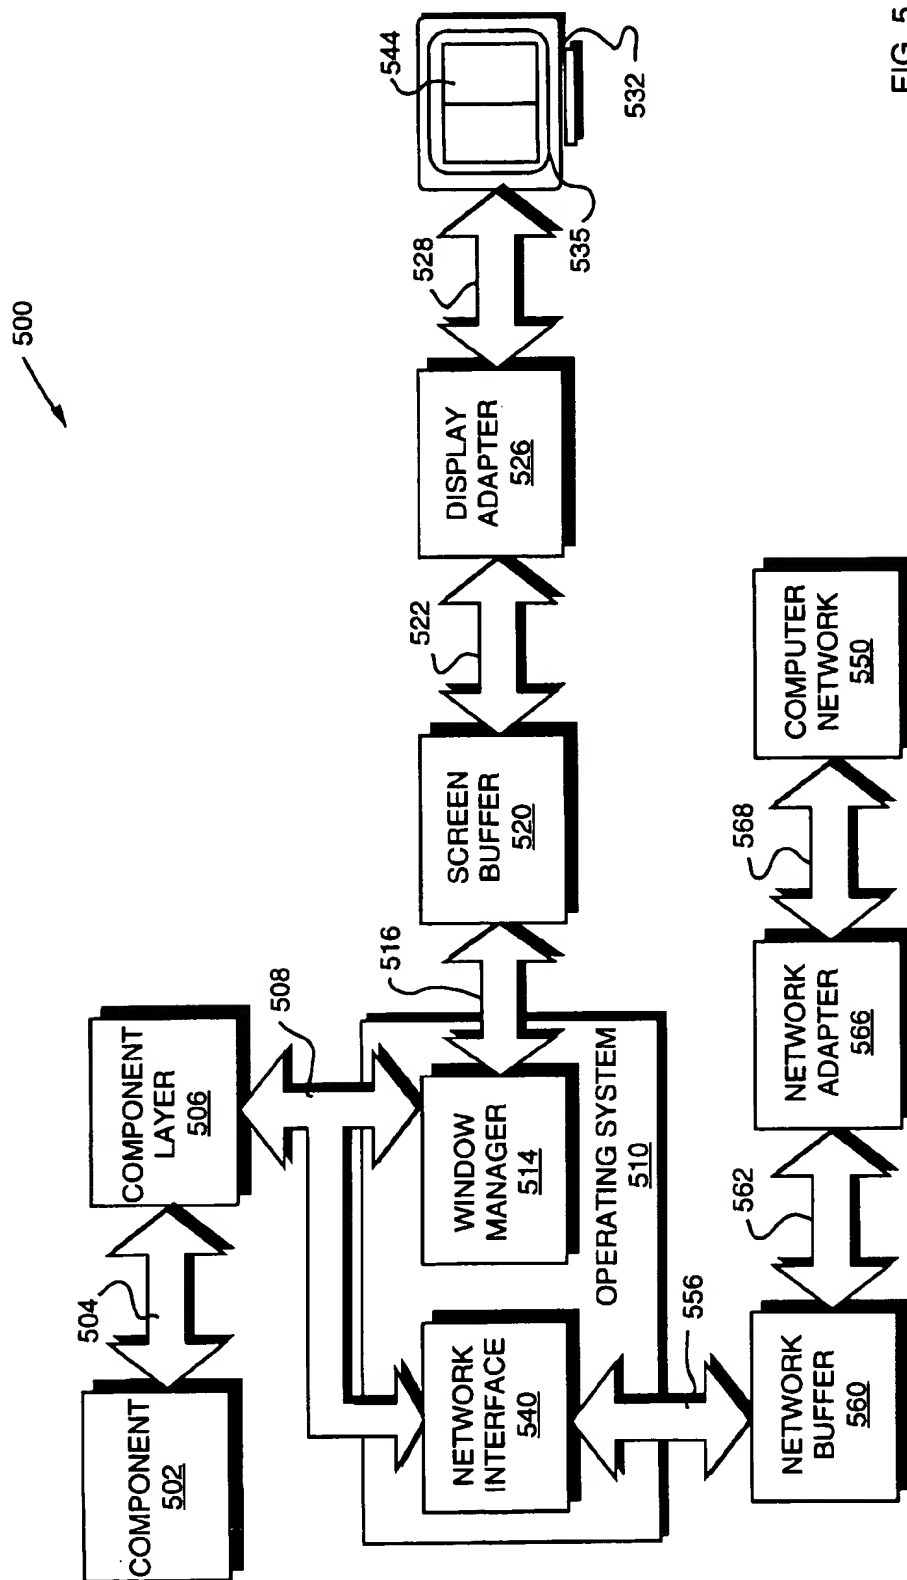 500
COMPONENT
502
504
COMPONENT
LAYER
506
508
NETWORK
INTERFACE
540
WINDOW
MANAGER
514
OPERATING SYSTEM
510
516
SCREEN
BUFFER
520
522
DISPLAY
ADAPTER
526
528
544
535
532
556
NETWORK
BUFFER
560
562
NETWORK
ADAPTER
566
568
COMPUTER
NETWORK
550
FIG. 5